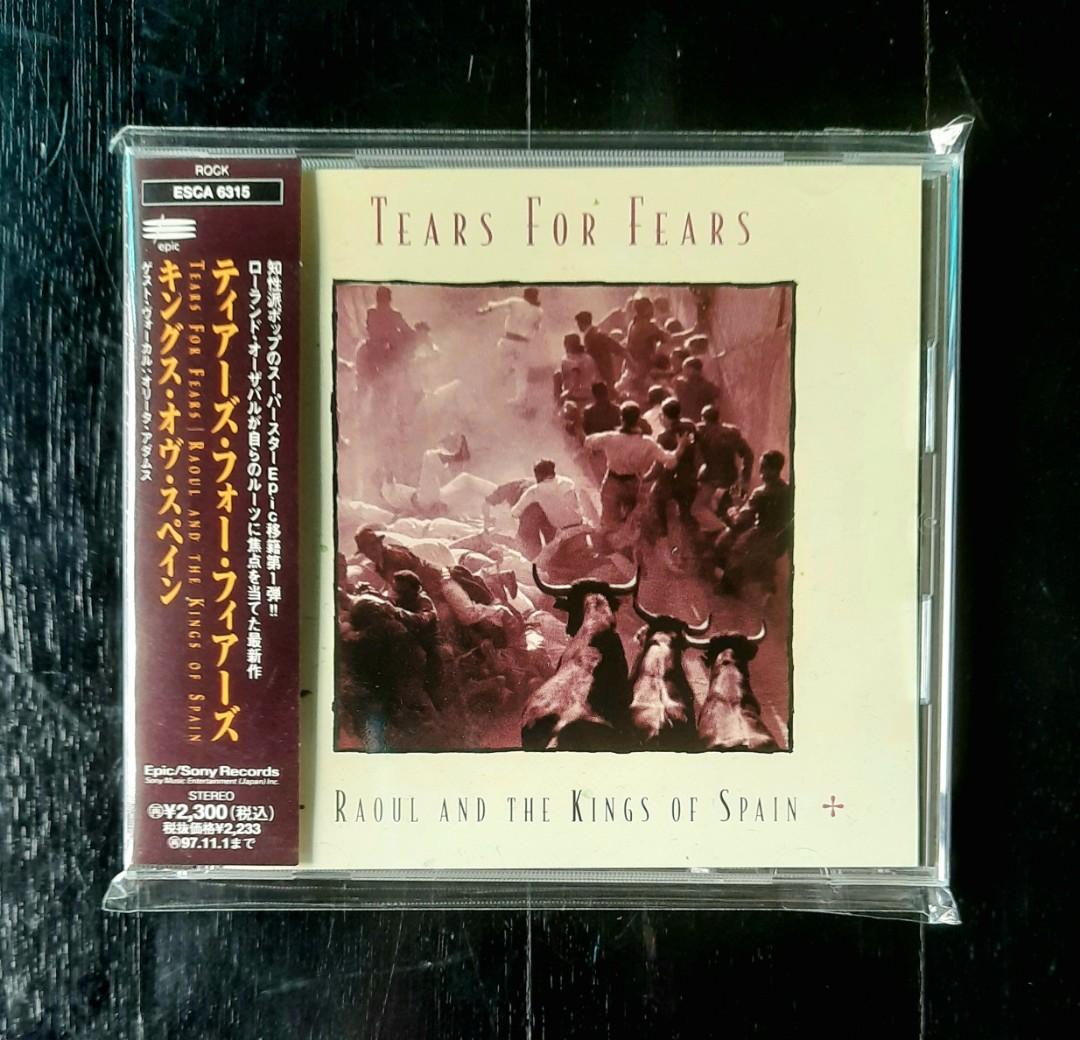 ROCK
ESCA 6315
epic
知性派ポップのスーパースターEpic移籍第1弾!!
ローランド・オーザバルが自らのルーツに焦点を当てた最新作
ティアーズ・フォー・フィアーズ
TEARS FOR FEARS | RAOUL AND THE KINGS OF SPAIN
キングス・オヴ・スペイン
ゲスト・ヴォーカル:オリータ・アダムス
Epic/Sony Records
Sony Music Entertainment (Japan) Inc.
STEREO
㊐¥2,300(税込)
税抜価格¥2,233
㊐97.11.1まで
TEARS FOR FEARS
RAOUL AND THE KINGS OF SPAIN